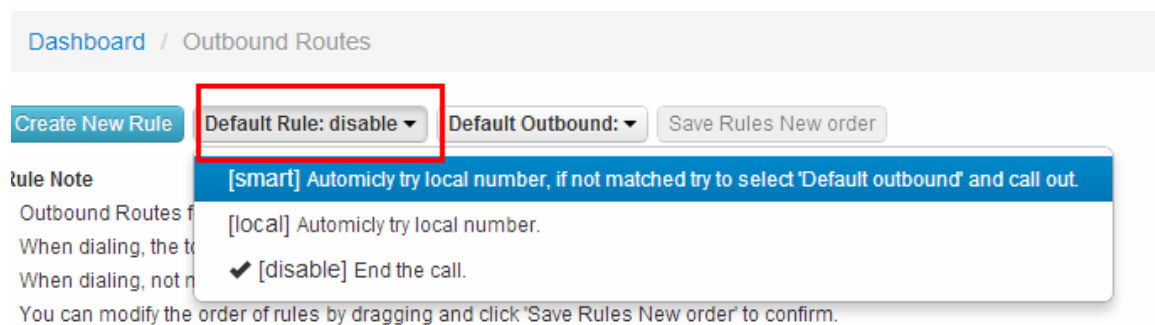 Dashboard / Outbound Routes
Create New Rule Default Rule: disable Default Outbound: Save Rules New order
Rule Note
[smart] Automicly try local number, if not matched try to select 'Default outbound' and call out.
Outbound Routes f
[local] Automicly try local number.
When dialing, the to
When dialing, not n
[disable] End the call.
You can modify the order of rules by dragging and click 'Save Rules New order' to confirm.